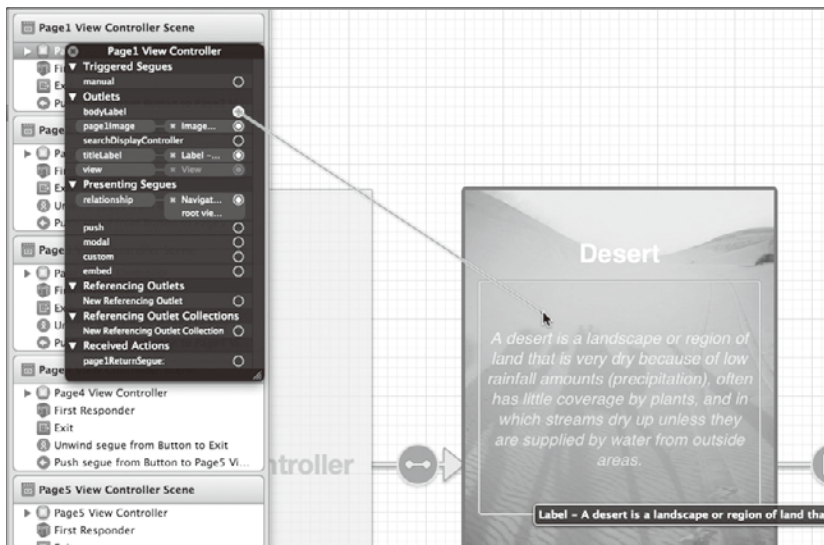 Page1 View Controller Scene
Page1 View Controller
Triggered Segues
manual
Outlets
bodyLabel
page1Image
Image...
searchDisplayController
titleLabel
Label -...
view
View
Presenting Segues
relationship
Navigat...
root vie...
push
modal
custom
embed
Referencing Outlets
New Referencing Outlet
Referencing Outlet Collections
New Referencing Outlet Collection
Received Actions
page1ReturnSegue:
Page4 View Controller
First Responder
Exit
Unwind segue from Button to Exit
Push segue from Button to Page5 Vi...
Page5 View Controller Scene
Page5 View Controller
First Responder
ntroller
Desert
A desert is a landscape or region of
land that is very dry because of low
rainfall amounts (precipitation), often
has little coverage by plants, and in
which streams dry up unless they
are supplied by water from outside
areas.
Label - A desert is a landscape or region of land tha